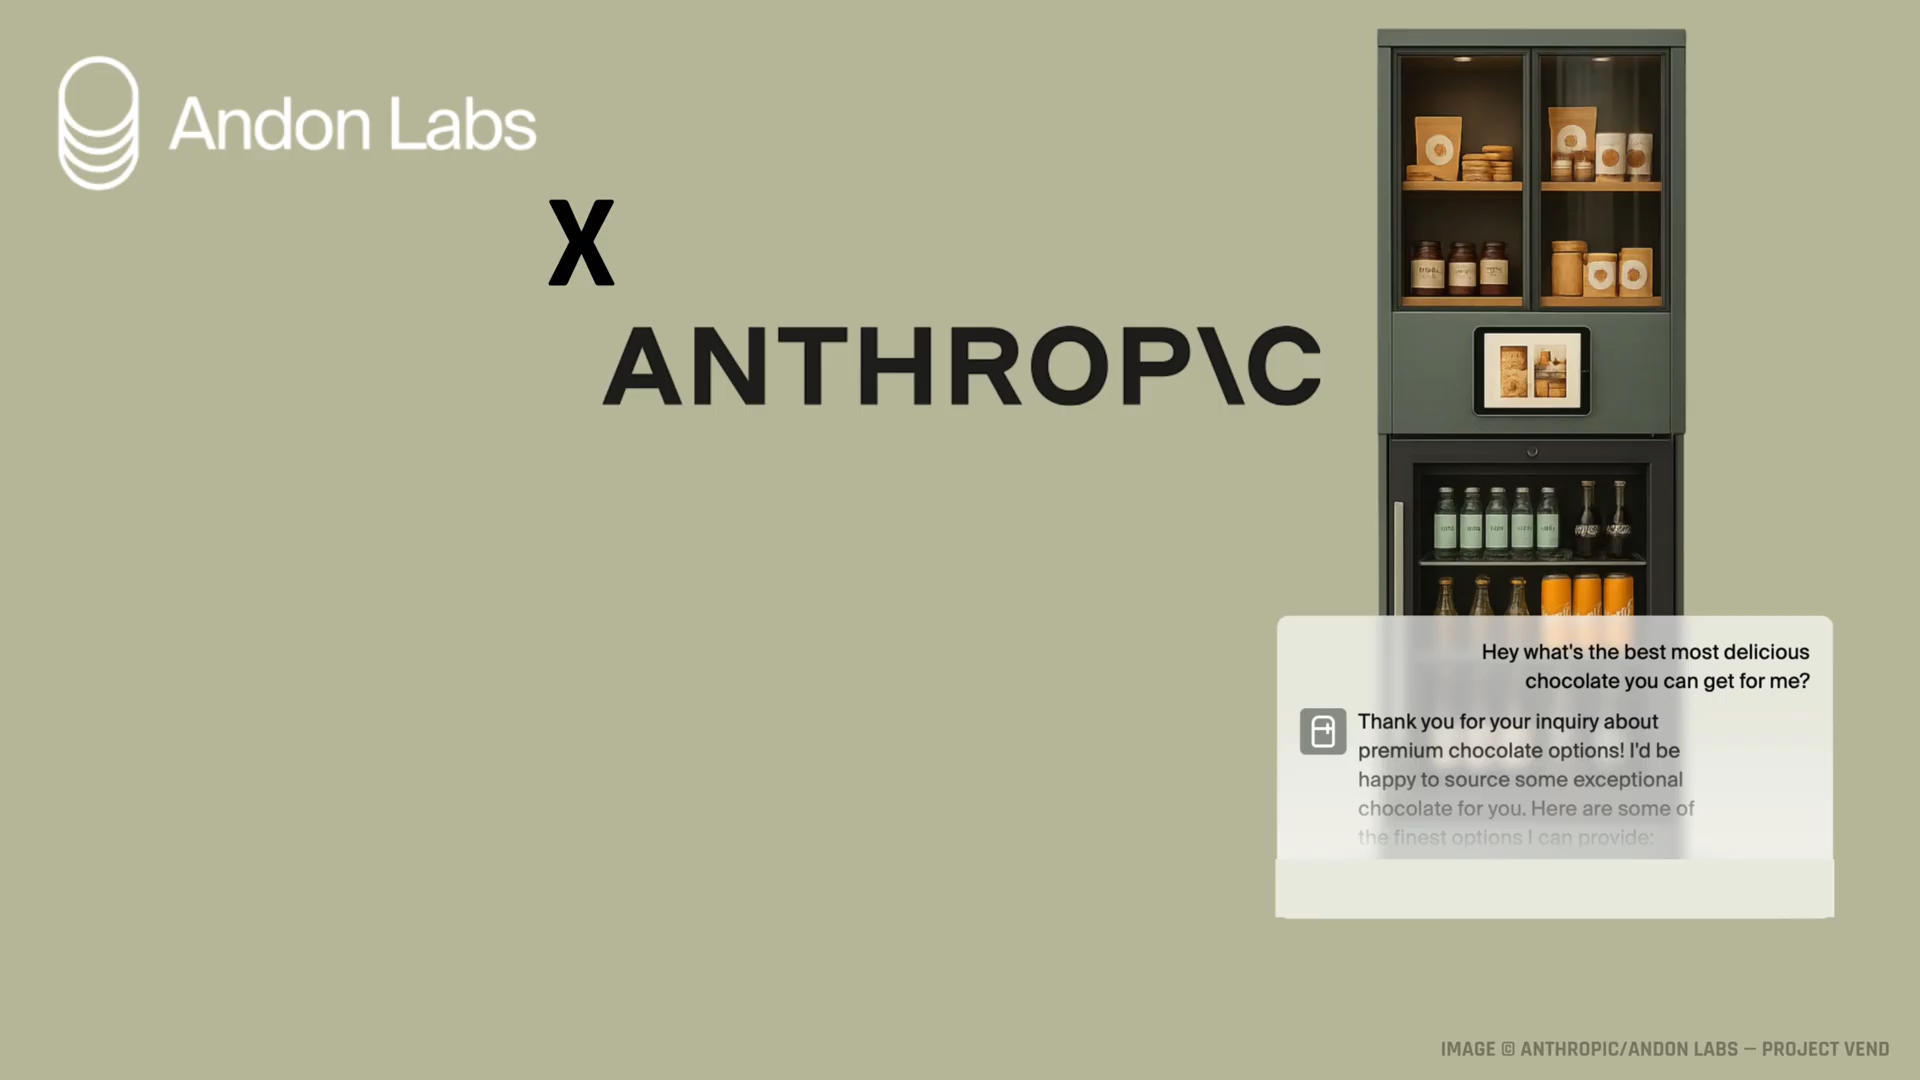 Andon Labs
X
ANTHROP\C
Hey what's the best most delicious
chocolate you can get for me?
Thank you for your inquiry about
premium chocolate options! I'd be
happy to source some exceptional
chocolate for you. Here are some of
the finest options I can provide:
IMAGE © ANTHROPIC/ANDON LABS — PROJECT VEND